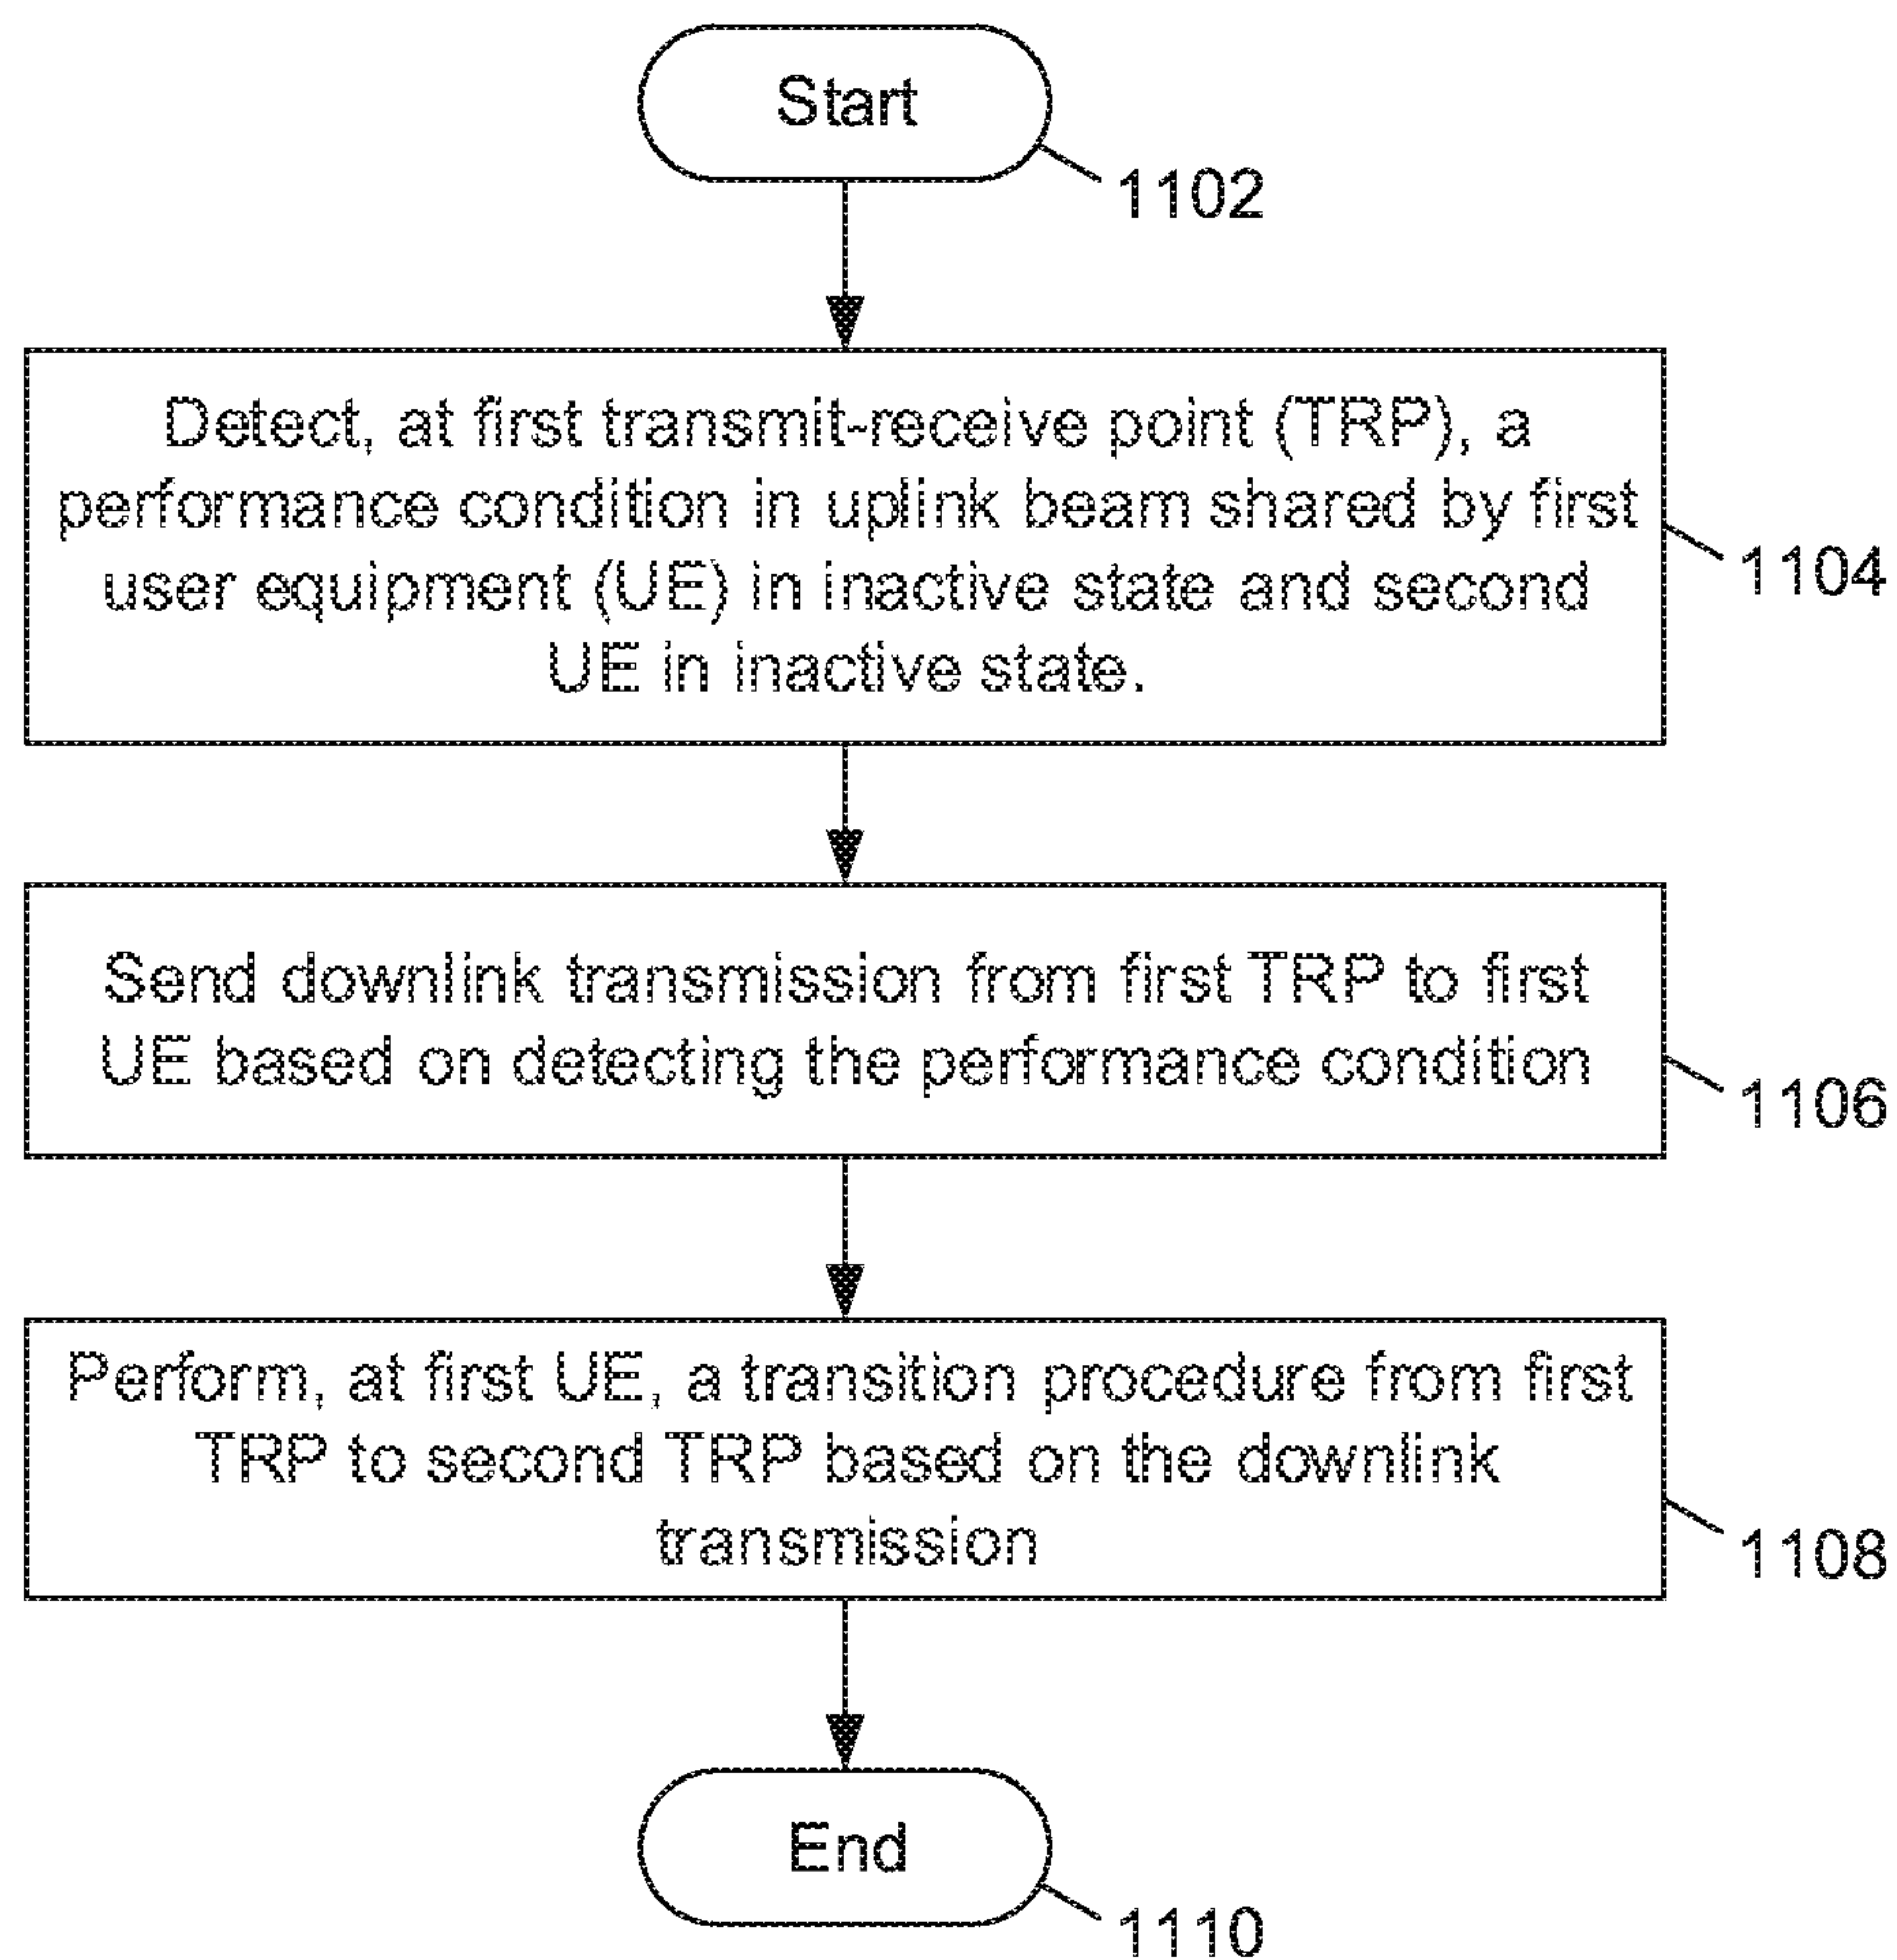 Start
1102
Detect, at first transmit-receive point (TRP), a
performance condition in uplink beam shared by first
user equipment (UE) in inactive state and second
UE in inactive state.
1104
Send downlink transmission from first TRP to first
UE based on detecting the performance condition
1106
Perform, at first UE, a transition procedure from first
TRP to second TRP based on the downlink
transmission
1108
End
1110